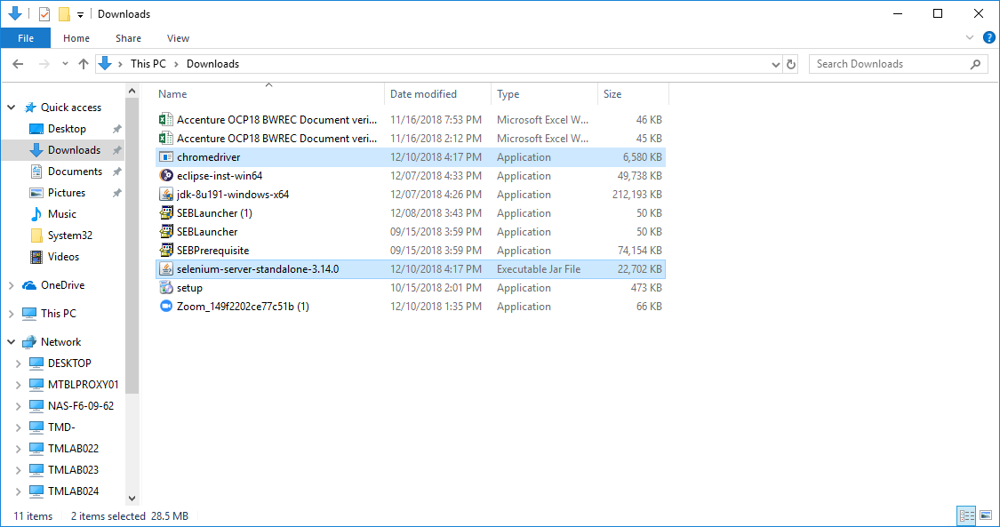 Downloads
File Home Share View
This PC Downloads Search Downloads
Name Date modified Type Size
Quick access
Desktop
Downloads
Documents
Pictures
Music
System32
Videos
OneDrive
This PC
Network
DESKTOP
MTBLPROXY01
NAS-F6-09-62
TMD-
TMLAB022
TMLAB023
TMLAB024
Accenture OCP18 BWREC Document veri... 11/16/2018 7:53 PM Microsoft Excel W... 46 KB
Accenture OCP18 BWREC Document veri... 11/16/2018 2:12 PM Microsoft Excel W... 45 KB
chromedriver 12/10/2018 4:17 PM Application 6,580 KB
eclipse-inst-win64 12/07/2018 4:33 PM Application 49,738 KB
jdk-8u191-windows-x64 12/07/2018 4:26 PM Application 212,193 KB
SEBLauncher (1) 12/08/2018 3:43 PM Application 50 KB
SEBLauncher 09/15/2018 3:59 PM Application 50 KB
SEBPrerequisite 09/15/2018 3:59 PM Application 74,154 KB
selenium-server-standalone-3.14.0 12/10/2018 4:17 PM Executable Jar File 22,702 KB
setup 10/15/2018 2:01 PM Application 473 KB
Zoom_149f2202ce77c51b (1) 12/10/2018 1:35 PM Application 66 KB
11 items 2 items selected 28.5 MB